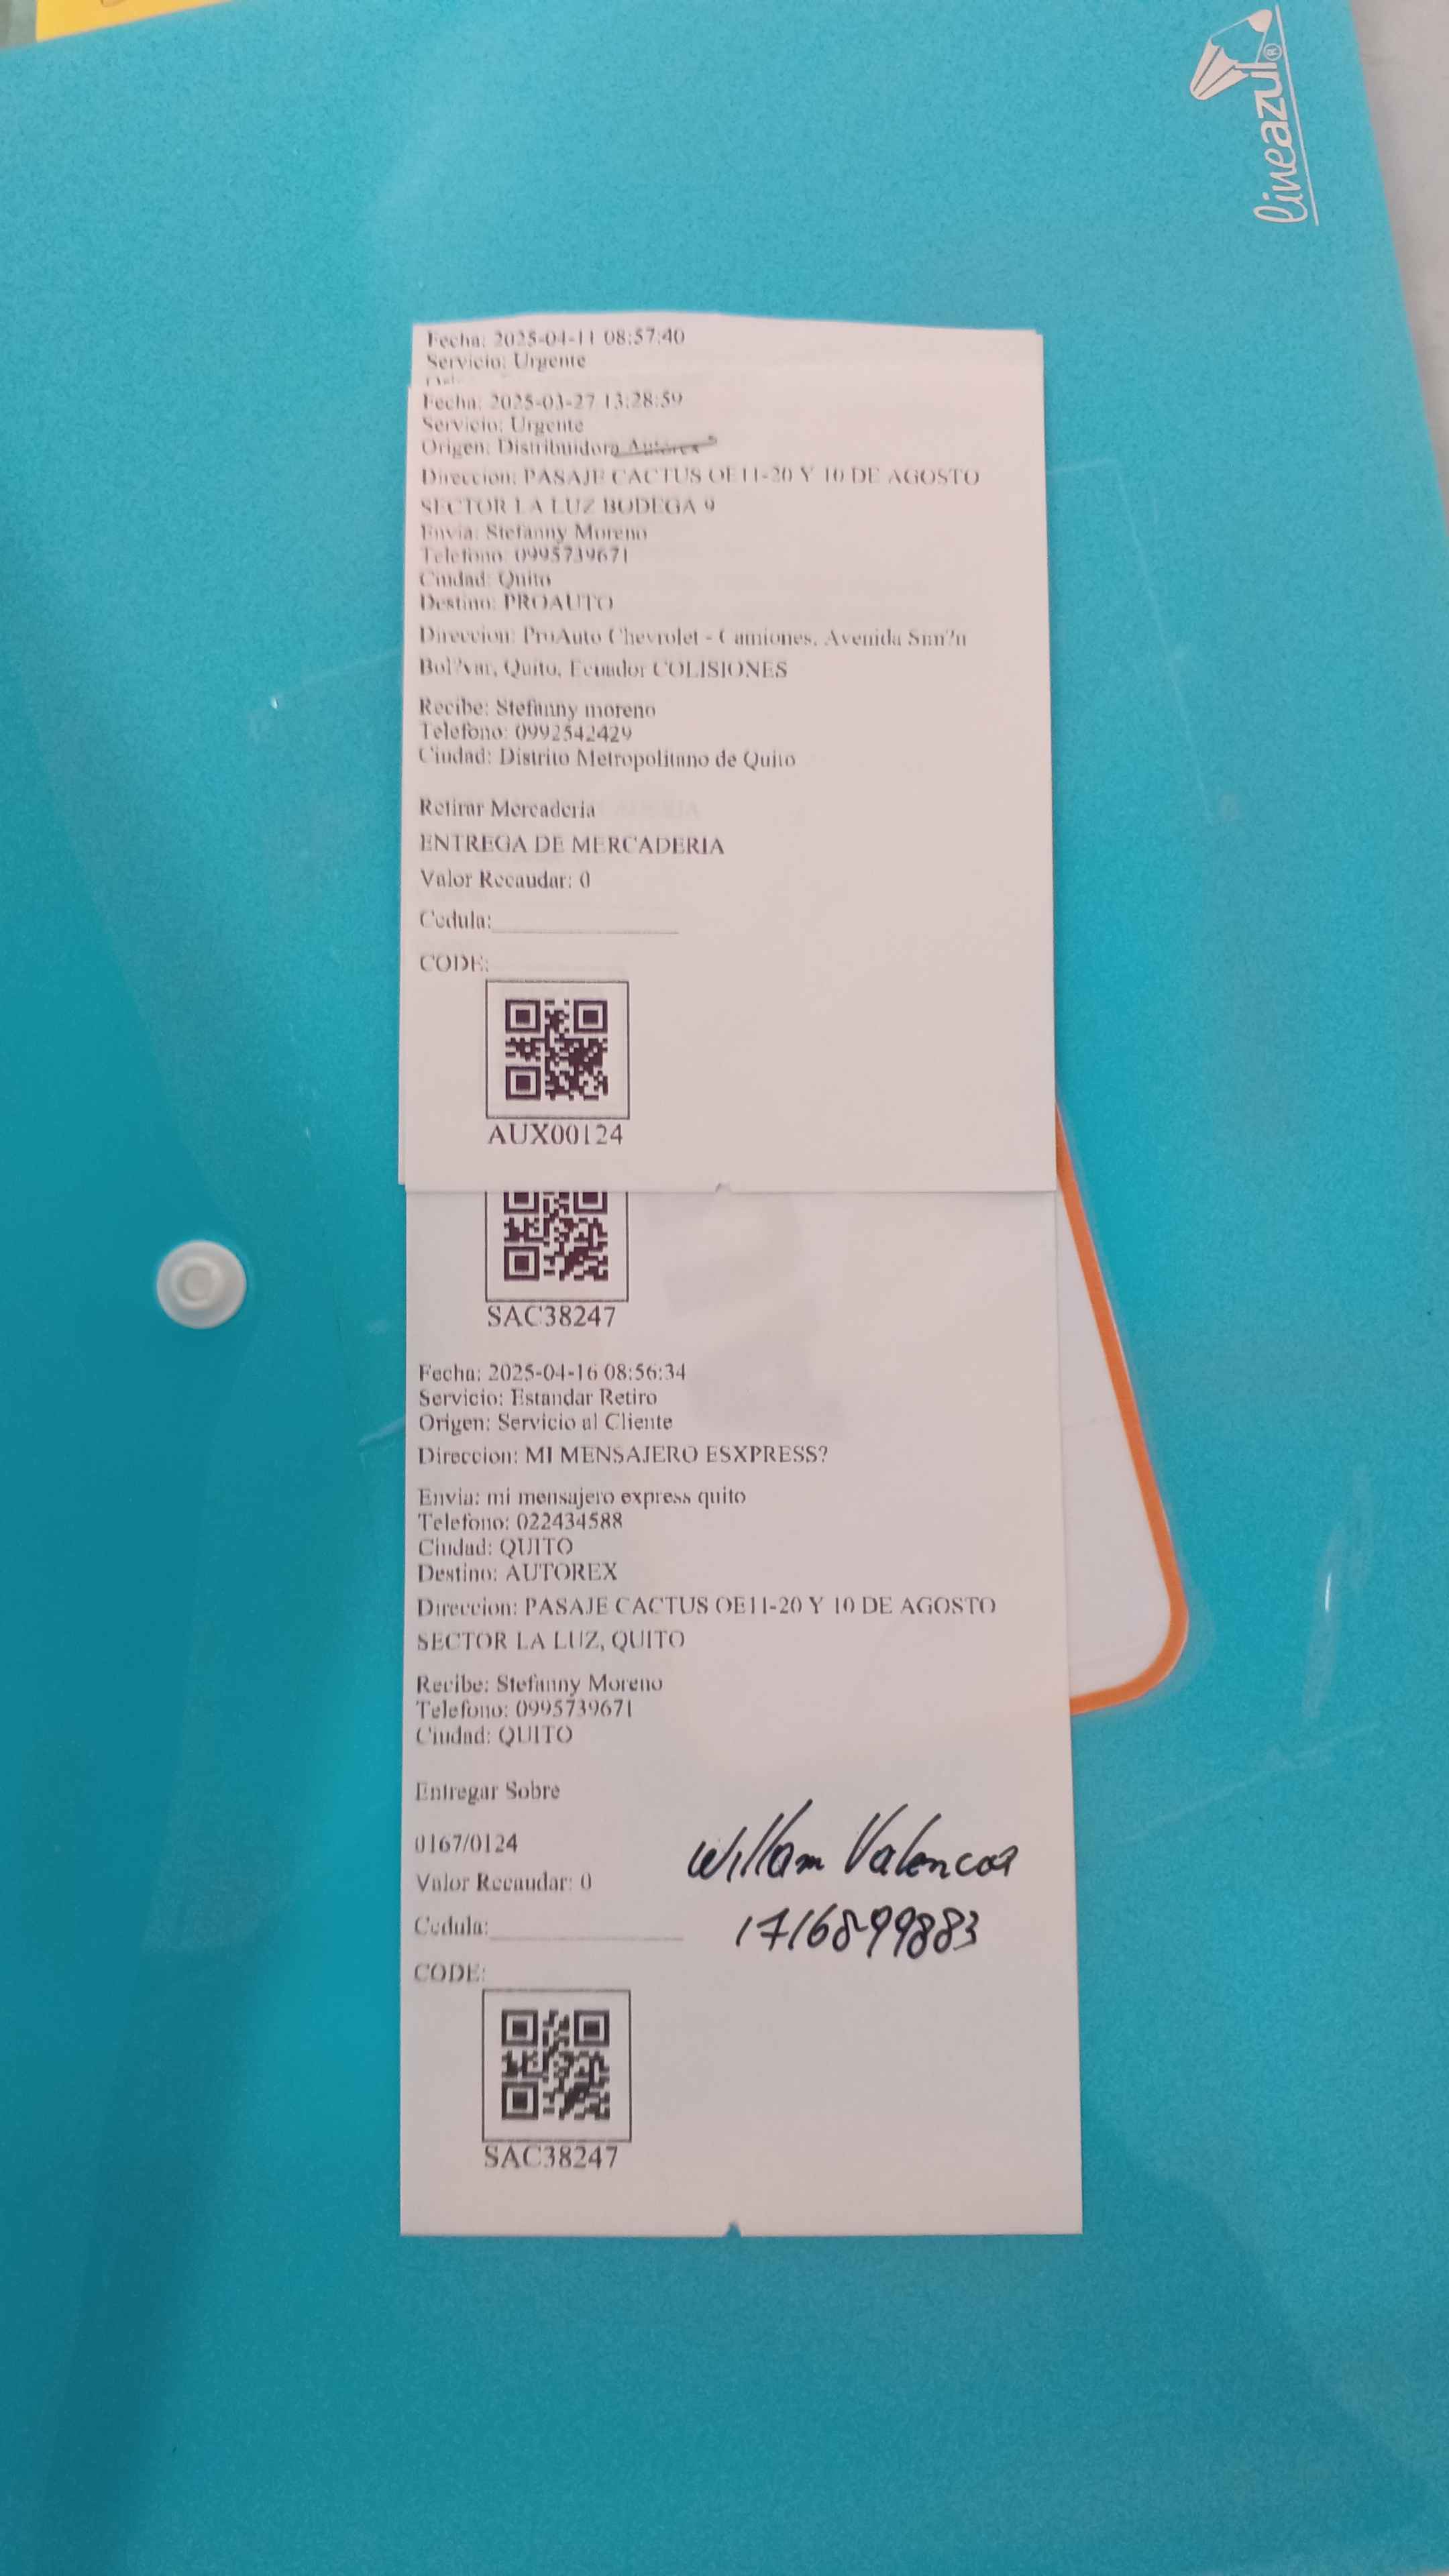 lineazul®
Fecha: 2025-04-11 08:57:40
Servicio: Urgente
Fecha: 2025-03-27 13:28:59
Servicio: Urgente
Origen: Distribuidora Autorex
Direccion: PASAJE CACTUS OE11-20 Y 10 DE AGOSTO
SECTOR LA LUZ BODEGA 9
Envia: Stefanny Moreno
Telefono: 0995739671
Ciudad: Quito
Destino: PROAUTO
Direccion: ProAuto Chevrolet - Camiones, Avenida Sim?n
Bol?var, Quito, Ecuador COLISIONES
Recibe: Stefanny moreno
Telefono: 0992542429
Ciudad: Distrito Metropolitano de Quito
Retirar Mercaderia
ENTREGA DE MERCADERIA
Valor Recaudar: 0
Cedula:
CODE:
AUX00124
SAC38247
Fecha: 2025-04-16 08:56:34
Servicio: Estandar Retiro
Origen: Servicio al Cliente
Direccion: MI MENSAJERO ESXPRESS?
Envia: mi mensajero express quito
Telefono: 022434588
Ciudad: QUITO
Destino: AUTOREX
Direccion: PASAJE CACTUS OE11-20 Y 10 DE AGOSTO
SECTOR LA LUZ, QUITO
Recibe: Stefanny Moreno
Telefono: 0995739671
Ciudad: QUITO
Entregar Sobre
0167/0124
Willam Valencia
Valor Recaudar: 0
Cedula:
1716899883
CODE:
SAC38247